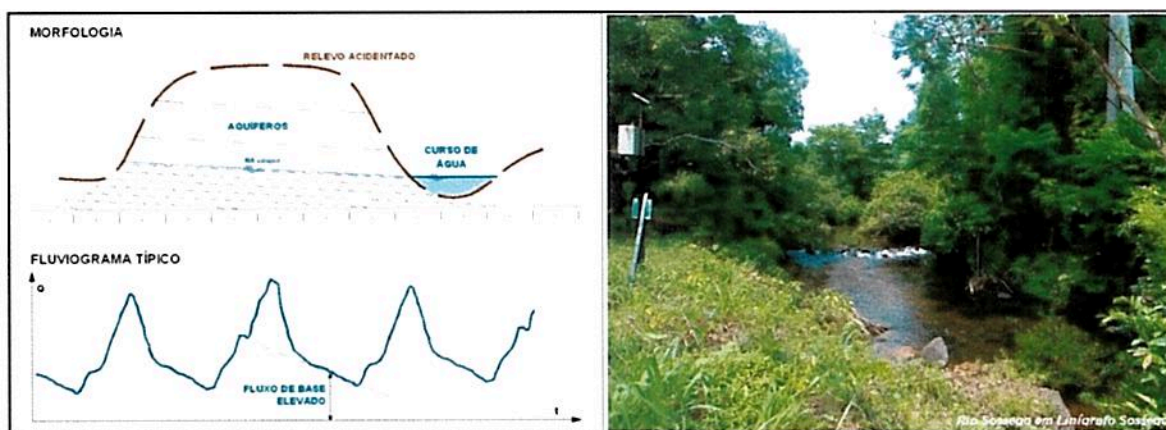 MORFOLOGIA
RELEVO ACIDENTADO
AQUÍFEROS
CURSO DE
ÁGUA
FLUVIOGRAMA TÍPICO
Q
FLUXO DE BASE
ELEVADO
t
Rio Sossego em Linígrafo Sossego